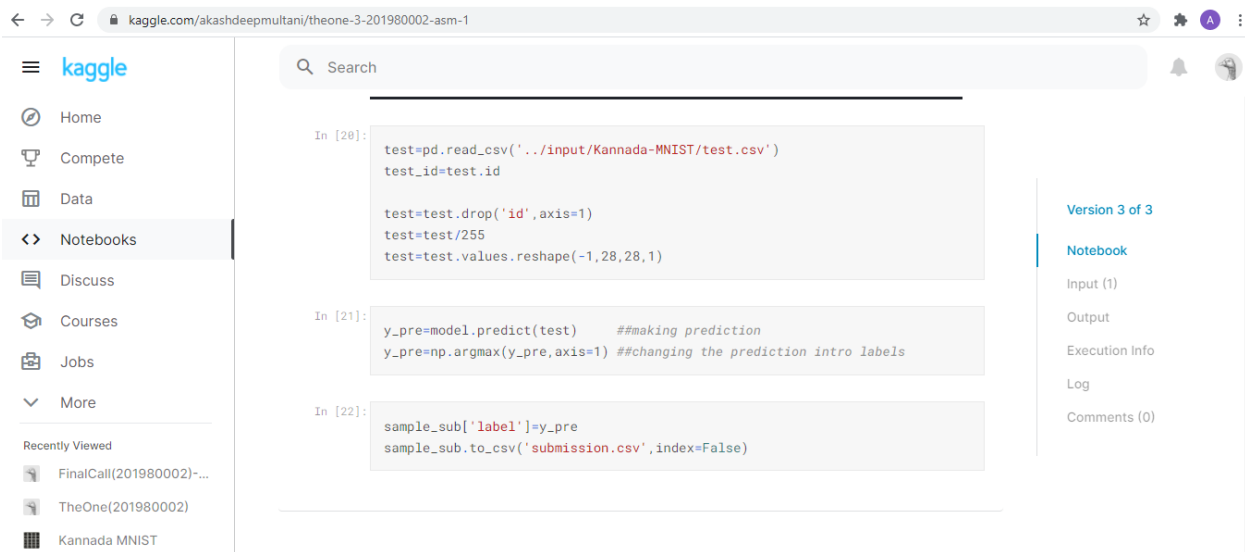 kaggle.com/akashdeepmultani/theone-3-201980002-asm-1
A
kaggle
Search
Home
Compete
Data
Notebooks
Discuss
Courses
Jobs
More
Recently Viewed
FinalCall(201980002)-...
TheOne(201980002)
Kannada MNIST
In [20]:
test=pd.read_csv('../input/Kannada-MNIST/test.csv')
test_id=test.id
test=test.drop('id',axis=1)
test=test/255
test=test.values.reshape(-1,28,28,1)
In [21]:
y_pre=model.predict(test)     ##making prediction
y_pre=np.argmax(y_pre,axis=1) ##changing the prediction intro labels
In [22]:
sample_sub['label']=y_pre
sample_sub.to_csv('submission.csv',index=False)
Version 3 of 3
Notebook
Input (1)
Output
Execution Info
Log
Comments (0)